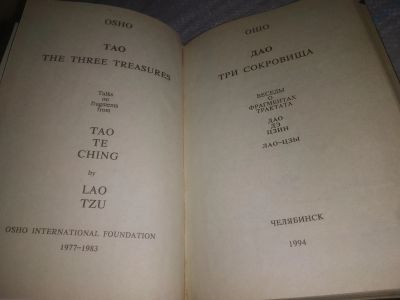 OSHO
TAO
THE THREE TREASURES
Talks
on
fragments
from
TAO
TE
CHING
by
LAO
TZU
OSHO INTERNATIONAL FOUNDATION
1977-1983
ОШО
ДАО
ТРИ СОКРОВИЩА
БЕСЕДЫ
О
ФРАГМЕНТАХ
ТРАКТАТА
ДАО
ДЭ
ЦЗИН
ЛАО-ЦЗЫ
ЧЕЛЯБИНСК
1994